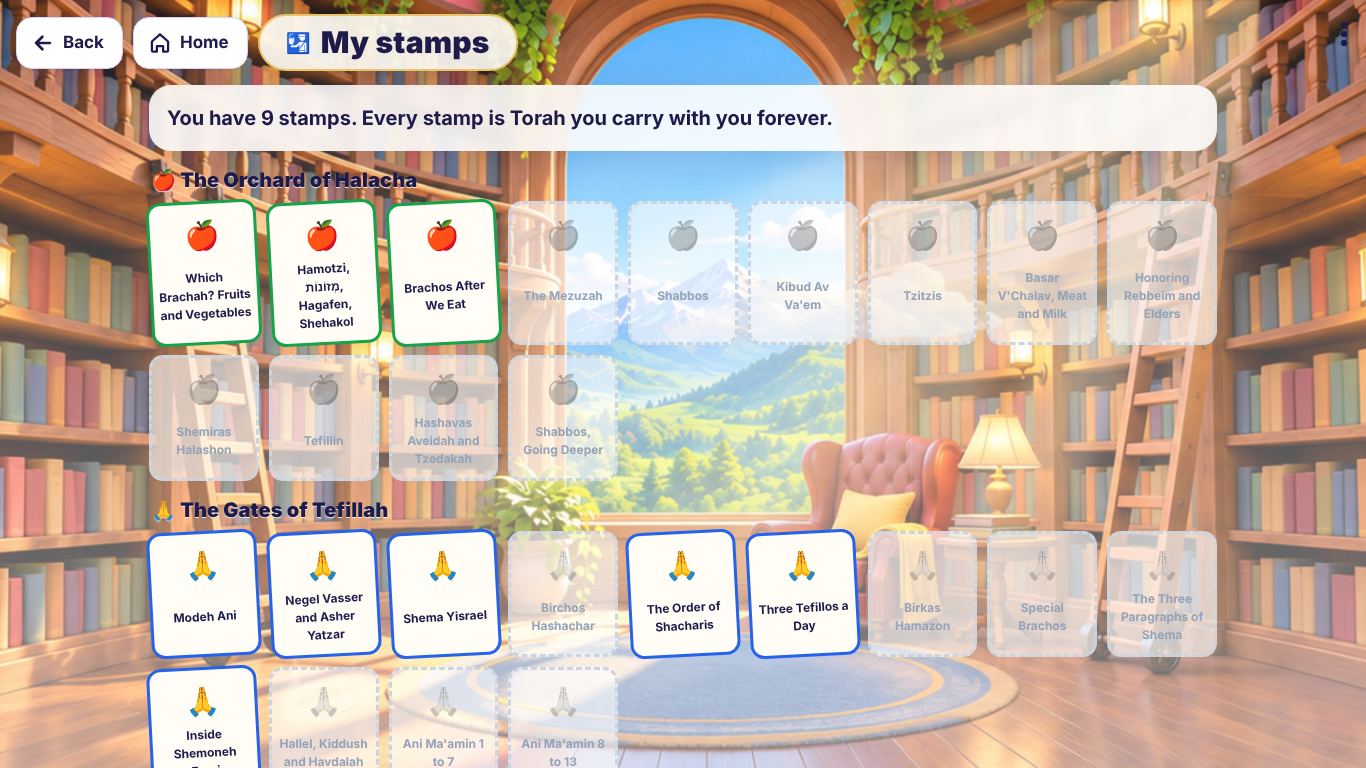 Back
Home
🛂 My stamps
You have 9 stamps. Every stamp is Torah you carry with you forever.
🍎 The Orchard of Halacha
Which
Brachah? Fruits
and Vegetables
Hamotzi,
מְזוֹנוֹת,
Hagafen,
Shehakol
Brachos After
We Eat
The Mezuzah
Shabbos
Kibud Av
Va'em
Tzitzis
Basar
V'Chalav, Meat
and Milk
Honoring
Rebbeim and
Elders
Shemiras
Halashon
Tefillin
Hashavas
Aveidah and
Tzedakah
Shabbos,
Going Deeper
🙏 The Gates of Tefillah
Modeh Ani
Negel Vasser
and Asher
Yatzar
Shema Yisrael
Birchos
Hashachar
The Order of
Shacharis
Three Tefillos a
Day
Birkas
Hamazon
Special
Brachos
The Three
Paragraphs of
Shema
Inside
Shemoneh
Hallel, Kiddush
and Havdalah
Ani Ma'amin 1
to 7
Ani Ma'amin 8
to 13